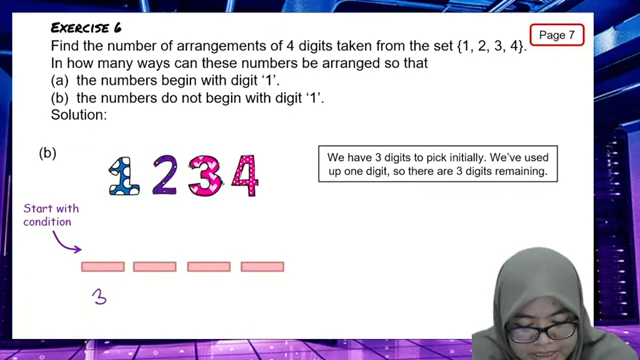 Exercise 6
Page 7
Find the number of arrangements of 4 digits taken from the set {1, 2, 3, 4}.
In how many ways can these numbers be arranged so that
(a) the numbers begin with digit ‘1’.
(b) the numbers do not begin with digit ‘1’.
Solution:
(b)
1 2 3 4
We have 3 digits to pick initially. We've used
up one digit, so there are 3 digits remaining.
Start with
condition
3